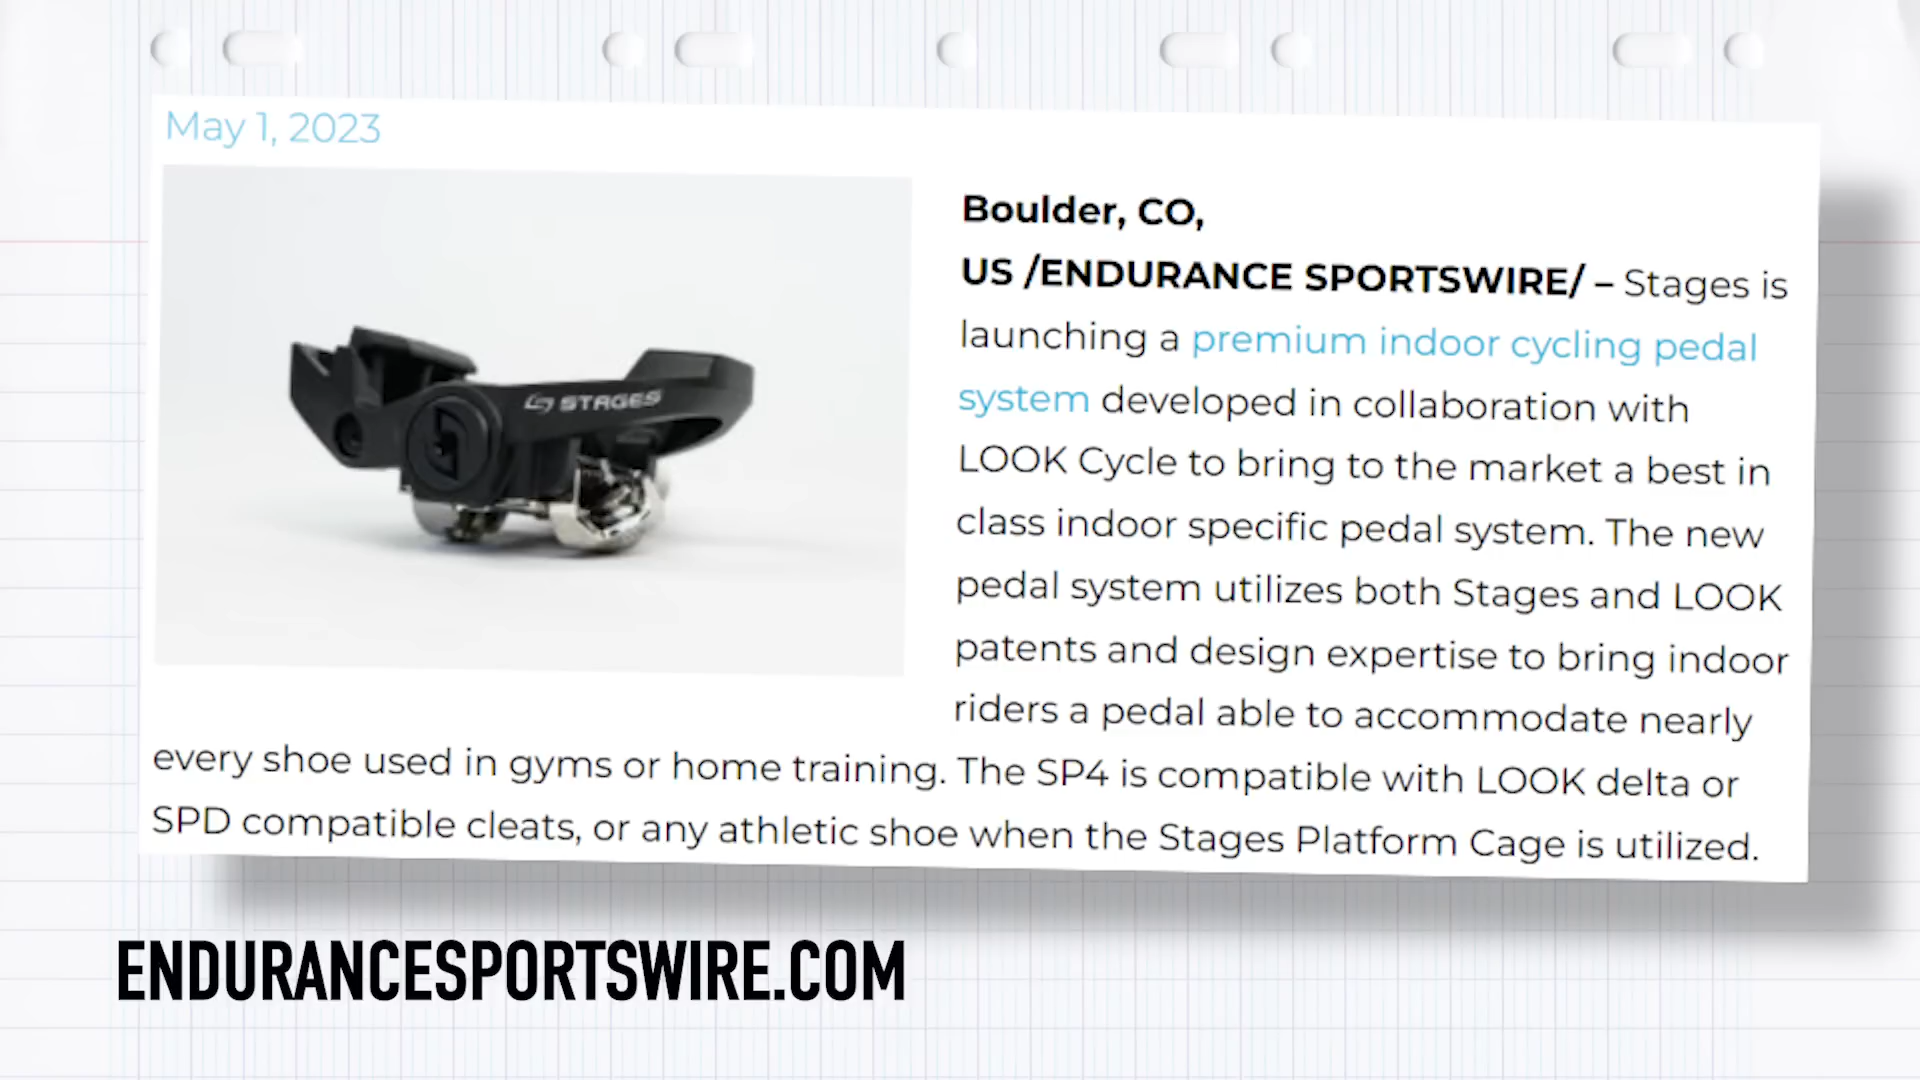 May 1, 2023
STAGES
Boulder, CO,
US /ENDURANCE SPORTSWIRE/ – Stages is
launching a premium indoor cycling pedal
system developed in collaboration with
LOOK Cycle to bring to the market a best in
class indoor specific pedal system. The new
pedal system utilizes both Stages and LOOK
patents and design expertise to bring indoor
riders a pedal able to accommodate nearly
every shoe used in gyms or home training. The SP4 is compatible with LOOK delta or
SPD compatible cleats, or any athletic shoe when the Stages Platform Cage is utilized.
ENDURANCESPORTSWIRE.COM